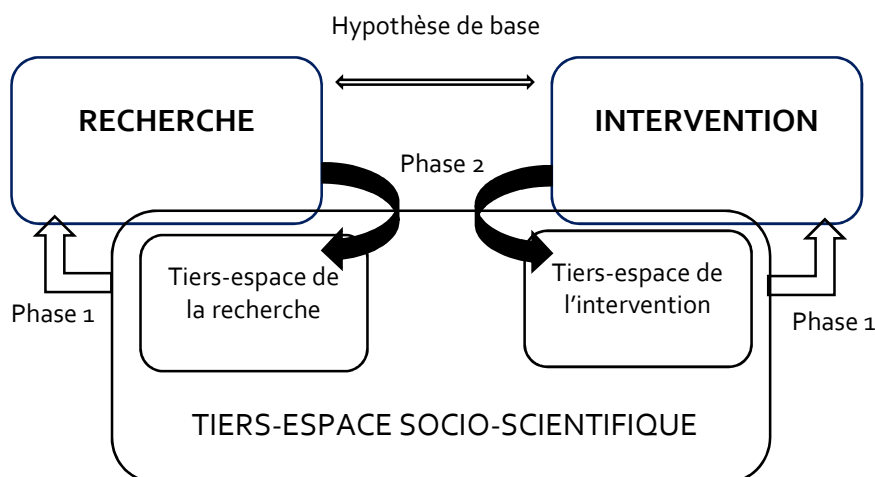 Hypothèse de base
RECHERCHE
INTERVENTION
Phase 2
Tiers-espace de
la recherche
Tiers-espace de
l'intervention
Phase 1
Phase 1
TIERS-ESPACE SOCIO-SCIENTIFIQUE